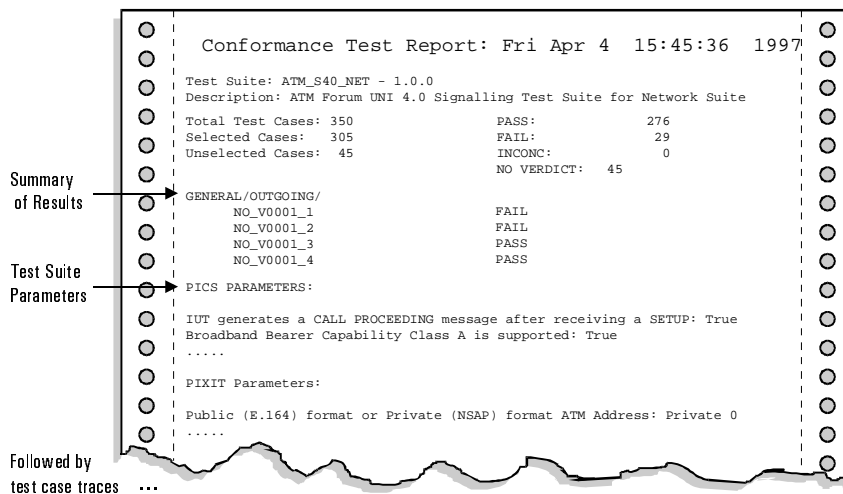 Conformance Test Report: Fri Apr 4 15:45:36 1997
Test Suite: ATM_S40_NET - 1.0.0
Description: ATM Forum UNI 4.0 Signalling Test Suite for Network Suite
Total Test Cases: 350 PASS: 276
Selected Cases: 305 FAIL: 29
Unselected Cases: 45 INCONC: 0
NO VERDICT: 45
Summary
of Results
GENERAL/OUTGOING/
NO_V0001_1 FAIL
NO_V0001_2 FAIL
NO_V0001_3 PASS
NO_V0001_4 PASS
Test Suite
Parameters
PICS PARAMETERS:
IUT generates a CALL PROCEEDING message after receiving a SETUP: True
Broadband Bearer Capability Class A is supported: True
.....
PIXIT Parameters:
Public (E.164) format or Private (NSAP) format ATM Address: Private 0
.....
Followed by
test case traces ...